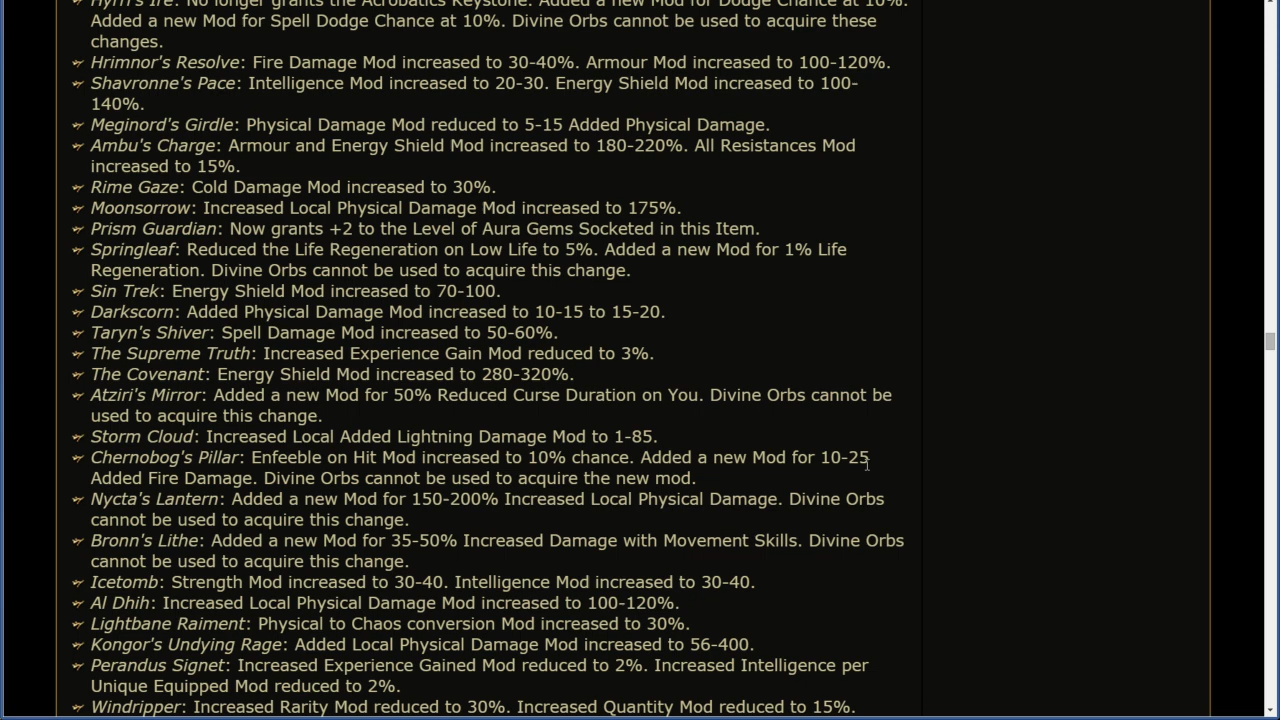 Hyrri's Ire: No longer grants the Acrobatics Keystone. Added a new Mod for Dodge Chance at 10%.
Added a new Mod for Spell Dodge Chance at 10%. Divine Orbs cannot be used to acquire these
changes.
Hrimnor's Resolve: Fire Damage Mod increased to 30-40%. Armour Mod increased to 100-120%.
Shavronne's Pace: Intelligence Mod increased to 20-30. Energy Shield Mod increased to 100-
140%.
Meginord's Girdle: Physical Damage Mod reduced to 5-15 Added Physical Damage.
Ambu's Charge: Armour and Energy Shield Mod increased to 180-220%. All Resistances Mod
increased to 15%.
Rime Gaze: Cold Damage Mod increased to 30%.
Moonsorrow: Increased Local Physical Damage Mod increased to 175%.
Prism Guardian: Now grants +2 to the Level of Aura Gems Socketed in this Item.
Springleaf: Reduced the Life Regeneration on Low Life to 5%. Added a new Mod for 1% Life
Regeneration. Divine Orbs cannot be used to acquire this change.
Sin Trek: Energy Shield Mod increased to 70-100.
Darkscorn: Added Physical Damage Mod increased to 10-15 to 15-20.
Taryn's Shiver: Spell Damage Mod increased to 50-60%.
The Supreme Truth: Increased Experience Gain Mod reduced to 3%.
The Covenant: Energy Shield Mod increased to 280-320%.
Atziri's Mirror: Added a new Mod for 50% Reduced Curse Duration on You. Divine Orbs cannot be
used to acquire this change.
Storm Cloud: Increased Local Added Lightning Damage Mod to 1-85.
Chernobog's Pillar: Enfeeble on Hit Mod increased to 10% chance. Added a new Mod for 10-25
Added Fire Damage. Divine Orbs cannot be used to acquire the new mod.
Nycta's Lantern: Added a new Mod for 150-200% Increased Local Physical Damage. Divine Orbs
cannot be used to acquire this change.
Bronn's Lithe: Added a new Mod for 35-50% Increased Damage with Movement Skills. Divine Orbs
cannot be used to acquire this change.
Icetomb: Strength Mod increased to 30-40. Intelligence Mod increased to 30-40.
Al Dhih: Increased Local Physical Damage Mod increased to 100-120%.
Lightbane Raiment: Physical to Chaos conversion Mod increased to 30%.
Kongor's Undying Rage: Added Local Physical Damage Mod increased to 56-400.
Perandus Signet: Increased Experience Gained Mod reduced to 2%. Increased Intelligence per
Unique Equipped Mod reduced to 2%.
Windripper: Increased Rarity Mod reduced to 30%. Increased Quantity Mod reduced to 15%.